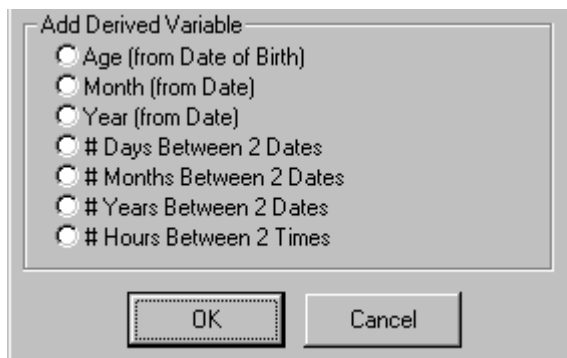 Add Derived Variable
Age (from Date of Birth)
Month (from Date)
Year (from Date)
# Days Between 2 Dates
# Months Between 2 Dates
# Years Between 2 Dates
# Hours Between 2 Times
OK
Cancel